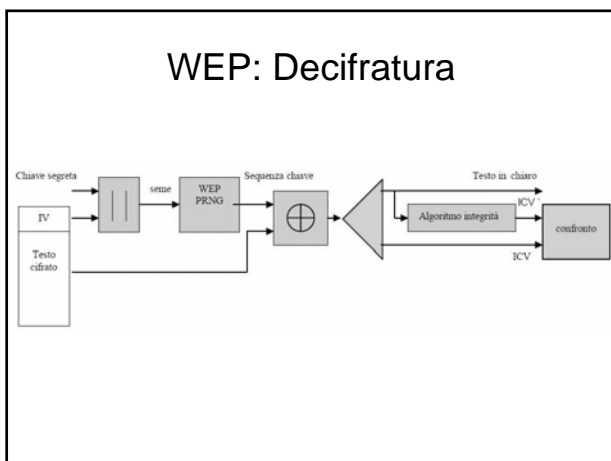 WEP: Decifratura
Chiave segreta
seme
WEP
PRNG
Sequenza chiave
Testo in chiaro
IV
Testo
cifrato
Algoritmo integrità
ICV '
ICV
confronto